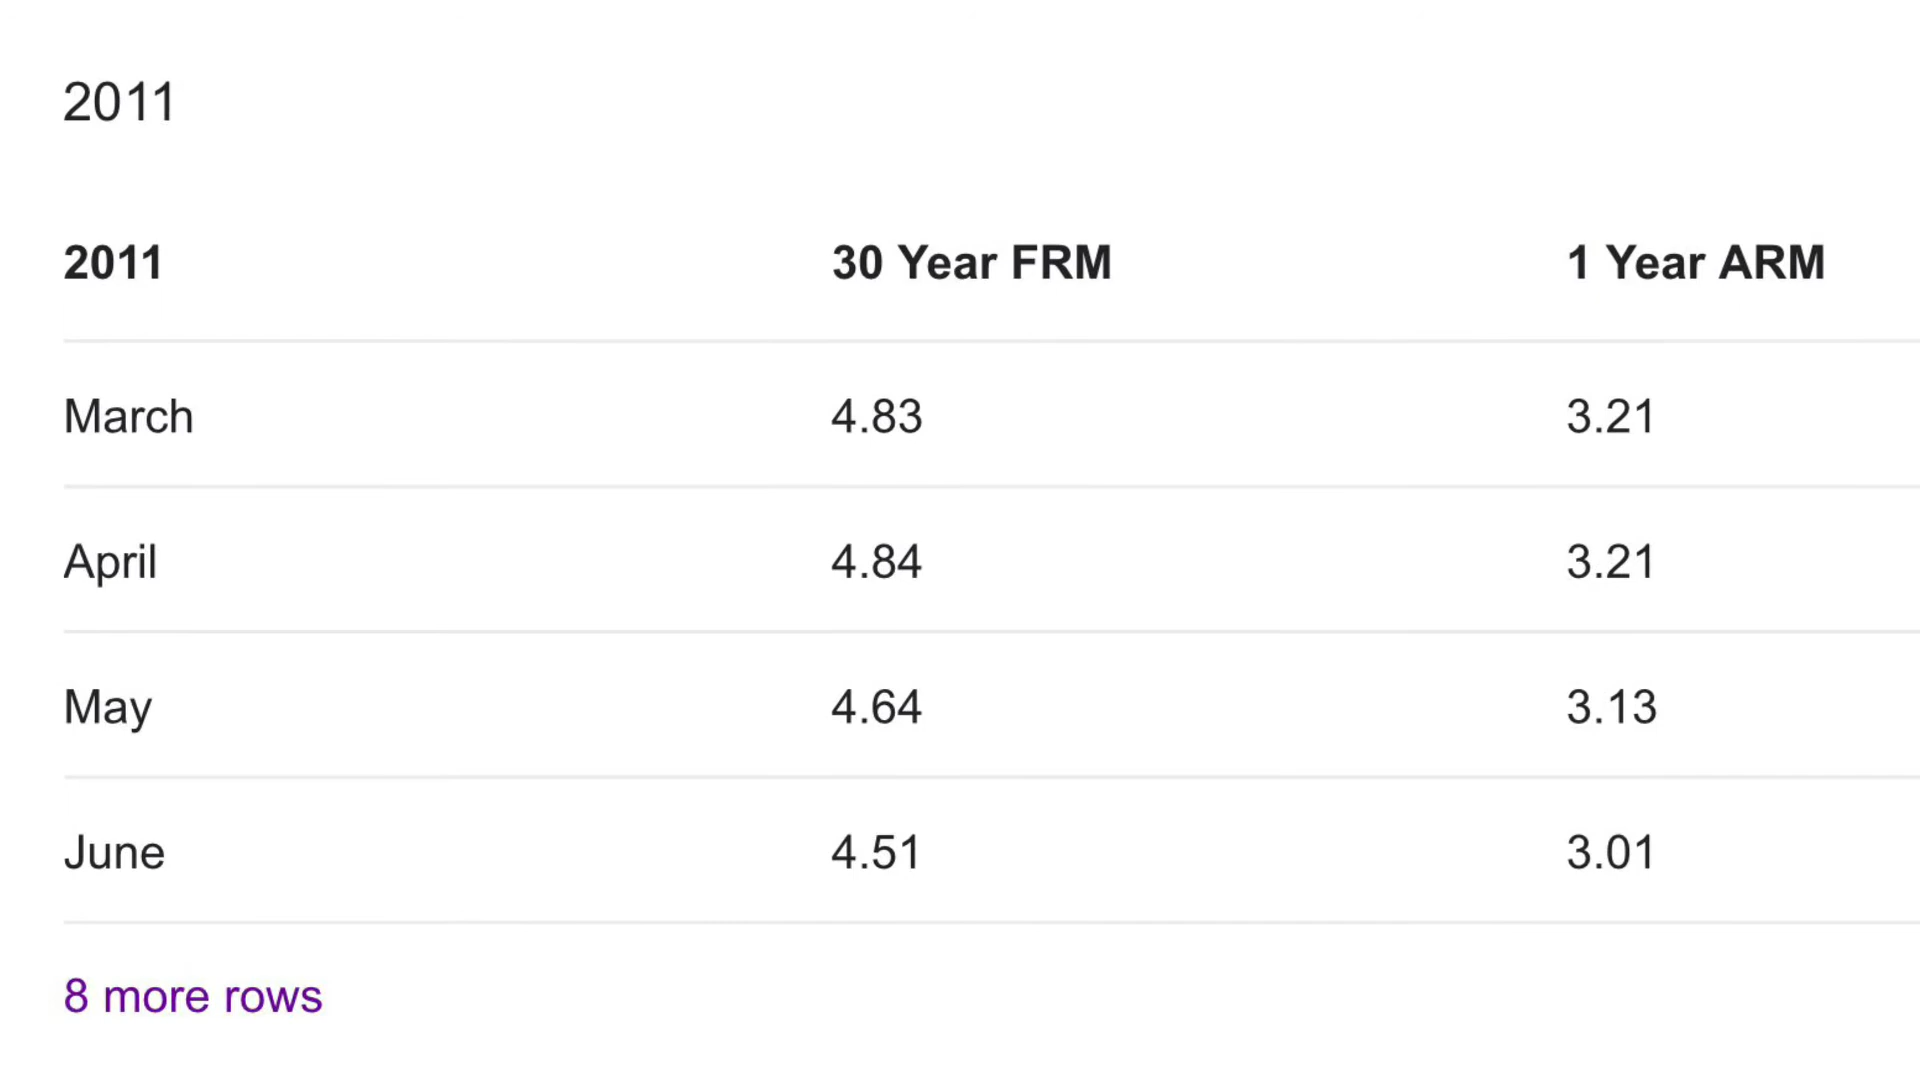 2011
2011 30 Year FRM 1 Year ARM
March 4.83 3.21
April 4.84 3.21
May 4.64 3.13
June 4.51 3.01
8 more rows